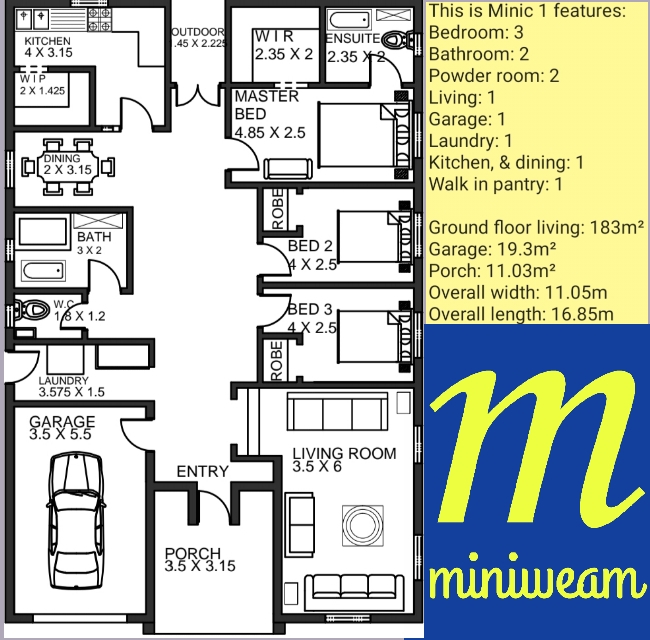 KITCHEN
4 X 3.15
W I P
2 X 1.425
OUTDOOR
.45 X 2.225
W I R
2.35 X 2
ENSUITE
2.35 X 2
MASTER
BED
4.85 X 2.5
DINING
2 X 3.15
ROBE
BED 2
4 X 2.5
BATH
3 X 2
W.C
1.8 X 1.2
BED 3
4 X 2.5
ROBE
LAUNDRY
3.575 X 1.5
GARAGE
3.5 X 5.5
LIVING ROOM
3.5 X 6
ENTRY
PORCH
3.5 X 3.15
This is Minic 1 features:
Bedroom: 3
Bathroom: 2
Powder room: 2
Living: 1
Garage: 1
Laundry: 1
Kitchen, & dining: 1
Walk in pantry: 1
Ground floor living: 183m²
Garage: 19.3m²
Porch: 11.03m²
Overall width: 11.05m
Overall length: 16.85m
m
miniweam